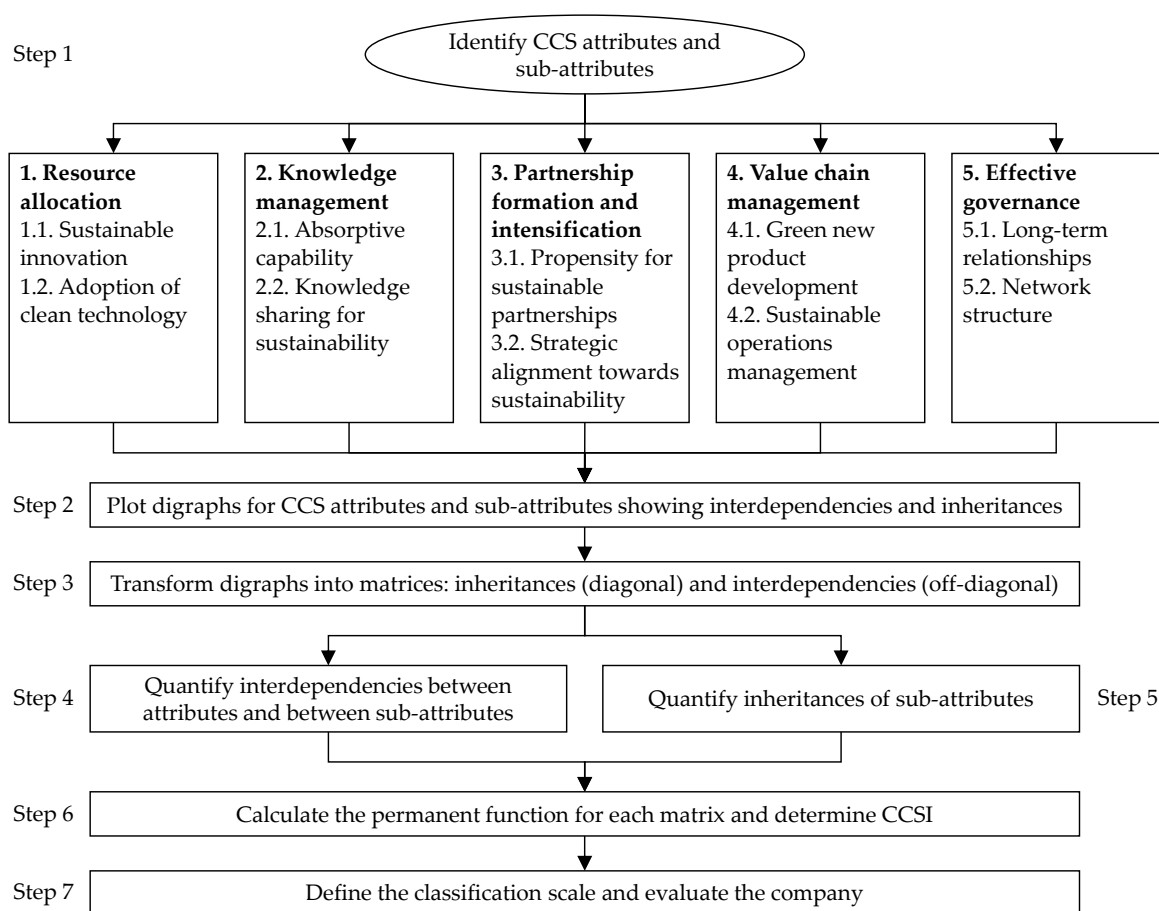 Step 1
Identify CCS attributes and
sub-attributes
1. Resource
allocation
1.1. Sustainable
innovation
1.2. Adoption of
clean technology
2. Knowledge
management
2.1. Absorptive
capability
2.2. Knowledge
sharing for
sustainability
3. Partnership
formation and
intensification
3.1. Propensity for
sustainable
partnerships
3.2. Strategic
alignment towards
sustainability
4. Value chain
management
4.1. Green new
product
development
4.2. Sustainable
operations
management
5. Effective
governance
5.1. Long-term
relationships
5.2. Network
structure
Step 2
Plot digraphs for CCS attributes and sub-attributes showing interdependencies and inheritances
Step 3
Transform digraphs into matrices: inheritances (diagonal) and interdependencies (off-diagonal)
Step 4
Quantify interdependencies between
attributes and between sub-attributes
Quantify inheritances of sub-attributes
Step 5
Step 6
Calculate the permanent function for each matrix and determine CCSI
Step 7
Define the classification scale and evaluate the company